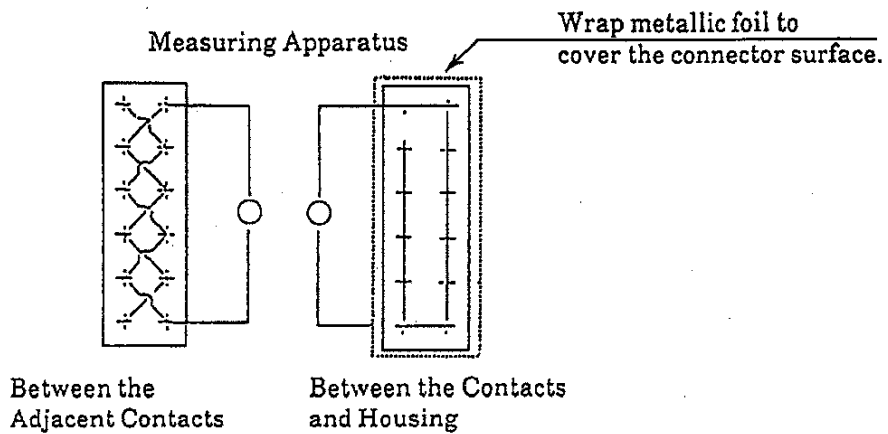 Wrap metallic foil to
cover the connector surface.
Measuring Apparatus
Between the
Adjacent Contacts
Between the Contacts
and Housing